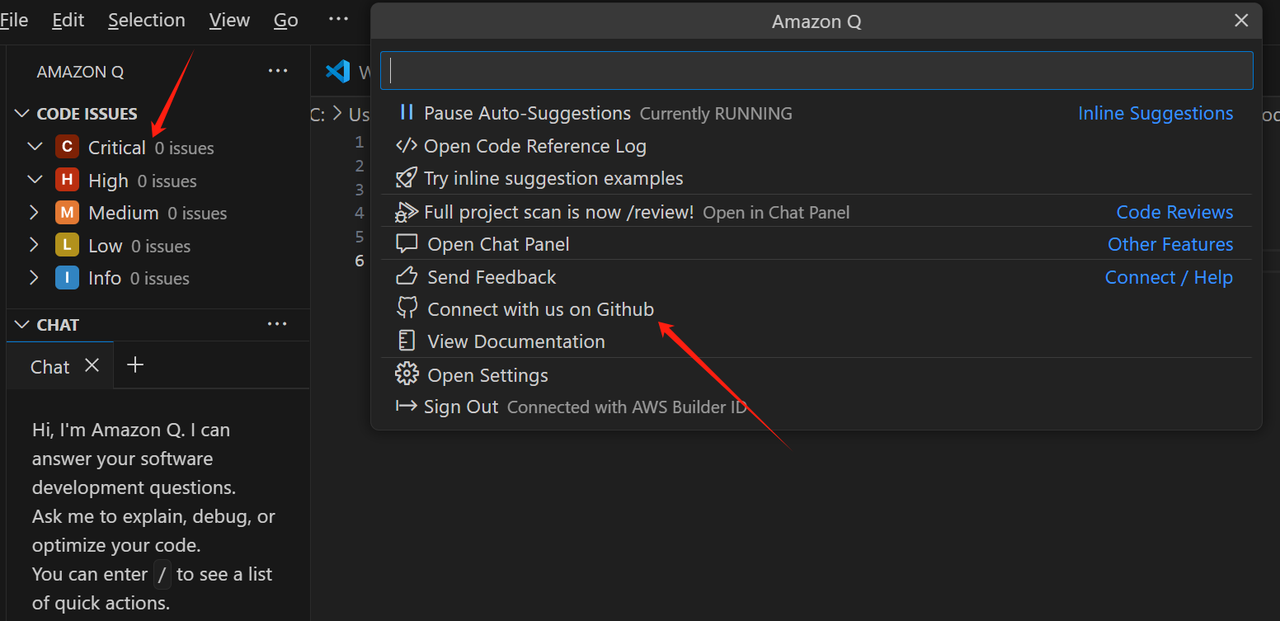 File Edit Selection View Go ...
AMAZON Q
CODE ISSUES
C Critical 0 issues
H High 0 issues
M Medium 0 issues
L Low 0 issues
I Info 0 issues
CHAT
Chat
Hi, I'm Amazon Q. I can
answer your software
development questions.
Ask me to explain, debug, or
optimize your code.
You can enter / to see a list
of quick actions.
C:
1
2
3
4
5
6
Amazon Q
Pause Auto-Suggestions Currently RUNNING Inline Suggestions
Open Code Reference Log
Try inline suggestion examples
Full project scan is now /review! Open in Chat Panel Code Reviews
Open Chat Panel Other Features
Send Feedback Connect / Help
Connect with us on Github
View Documentation
Open Settings
Sign Out Connected with AWS Builder ID